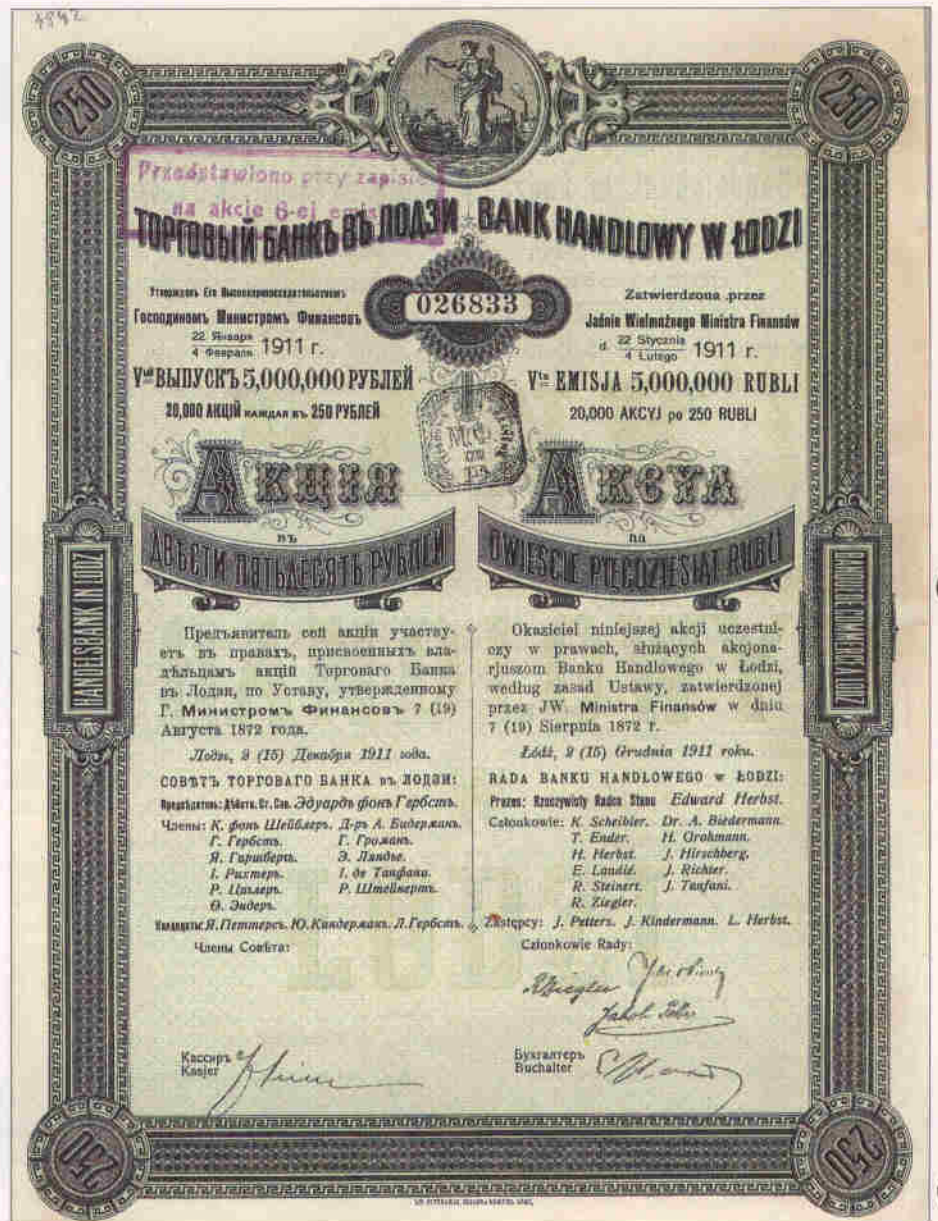 4942
250
250
Przedstawiono przy zapisie
na akcje 6-ej emisji
ТОРГОВЫЙ БАНКЪ ВЪ ЛОДЗИ
BANK HANDLOWY W ŁODZI
026833
Утвержденъ Его Высокопревосходительствомъ
Господиномъ Министромъ Финансовъ
22 Января
4 Февраля 1911 г.
Vый ВЫПУСКЪ 5,000,000 РУБЛЕЙ
20,000 АКЦІЙ КАЖДАЯ ВЪ 250 РУБЛЕЙ
Zatwierdzona przez
Jaśnie Wielmożnego Ministra Finansów
d. 22 Stycznia
4 Lutego 1911 r.
Vta EMISJA 5,000,000 RUBLI
20,000 AKCYJ po 250 RUBLI
АКЦІЯ
въ
ДВѢСТИ ПЯТЬДЕСЯТЪ РУБЛЕЙ
AKCYA
na
DWIEŚCIE PIĘĆDZIESIĄT RUBLI
HANDELSBANK IN LODZ
Предъявитель сей акціи участву-
етъ въ правахъ, присвоенныхъ вла-
дѣльцамъ акцій Торговаго Банка
въ Лодзи, по Уставу, утвержденному
Г. Министромъ Финансовъ 7 (19)
Августа 1872 года.
Лодзь, 2 (15) Декабря 1911 года.
СОВѢТЪ ТОРГОВАГО БАНКА въ ЛОДЗИ:
Предсѣдатель: Дѣйств. Ст. Сов. Эдуардъ фонъ Гербстъ.
Члены: К. фонъ Шейблеръ. Д-ръ А. Бидерманъ.
Г. Гербстъ. Г. Громанъ.
Я. Гиршбергъ. Э. Ляндье.
І. Рихтеръ. І. де Танфани.
Р. Циглеръ. Р. Штейнертъ.
Ѳ. Эндеръ.
Кандидаты: Я. Петтерсъ. Ю. Киндерманъ. Л. Гербстъ.
Члены Совѣта:
Okaziciel niniejszej akcji uczestni-
czy w prawach, służących akcjona-
rjuszom Banku Handlowego w Łodzi,
według zasad Ustawy, zatwierdzonej
przez JW. Ministra Finansów w dniu
7 (19) Sierpnia 1872 r.
Łódź, 2 (15) Grudnia 1911 roku.
RADA BANKU HANDLOWEGO w ŁODZI:
Prezes: Rzeczywisty Radca Stanu Edward Herbst.
Członkowie: K. Scheibler. Dr. A. Biedermann.
T. Ender. H. Grohmann.
H. Herbst. J. Hirschberg.
E. Landié. J. Richter.
R. Steinert. J. Tanfani.
R. Ziegler.
Zastępcy: J. Petters. J. Kindermann. L. Herbst.
Członkowie Rady:
RZiegler
Кассиръ
Kasjer
Бухгалтеръ
Buchalter
250
250